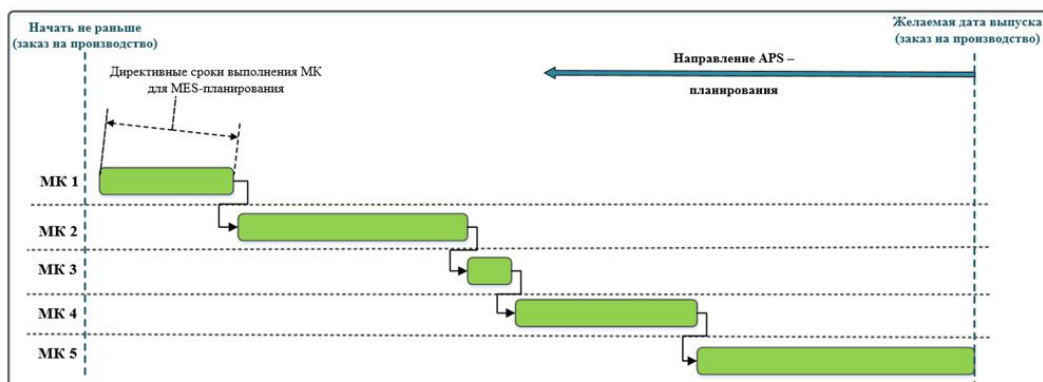 Начать не раньше
(заказ на производство)
Желаемая дата выпуска
(заказ на производство)
Директивные сроки выполнения МК
для MES-планирования
Направление APS –
планирования
МК 1
МК 2
МК 3
МК 4
МК 5